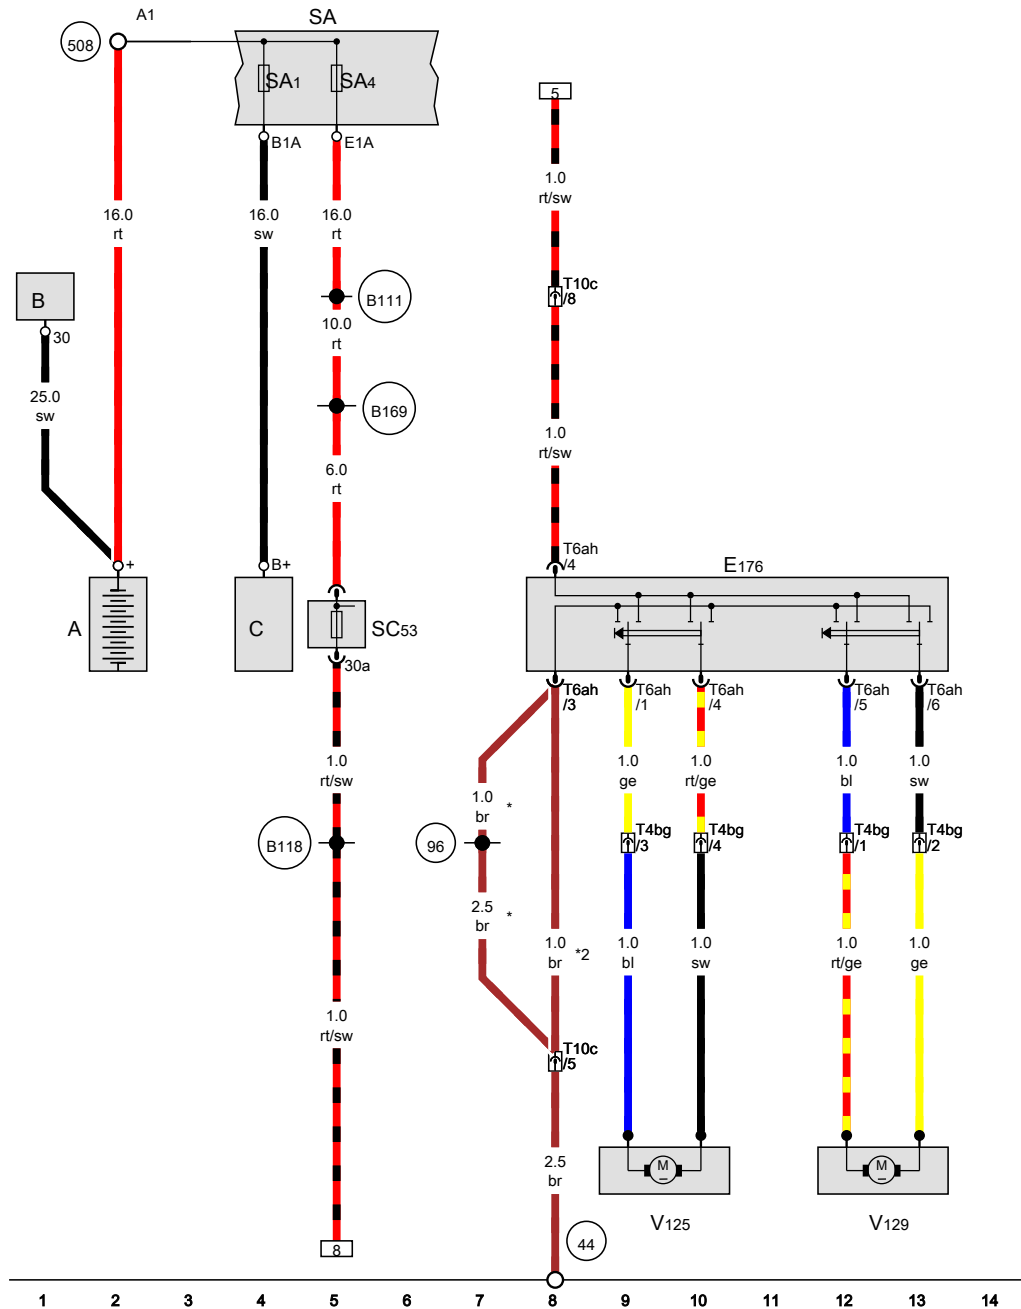 A1
SA
508
SA1
SA4
5
B1A
E1A
1.0
rt/sw
16.0
rt
16.0
sw
16.0
rt
B
T10c
/8
B111
30
10.0
rt
25.0
sw
B169
1.0
rt/sw
6.0
rt
T6ah
/4
+
B+
E176
A
C
SC53
30a
T6ah
/3
T6ah
/1
T6ah
/4
T6ah
/5
T6ah
/6
1.0
rt/sw
1.0
ge
1.0
rt/ge
1.0
bl
1.0
sw
1.0
br
*
B118
96
T4bg
/3
T4bg
/4
T4bg
/1
T4bg
/2
2.5
br
*
1.0
br
*2
1.0
bl
1.0
sw
1.0
rt/ge
1.0
ge
1.0
rt/sw
T10c
/5
2.5
br
M
M
V125
V129
8
44
1 2 3 4 5 6 7 8 9 10 11 12 13 14